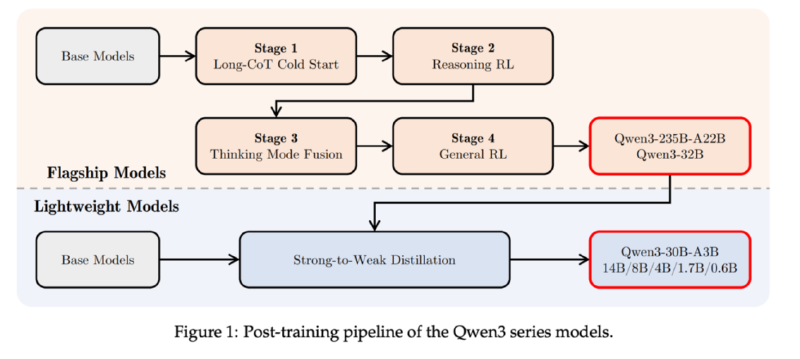 Base Models
Stage 1
Long-CoT Cold Start
Stage 2
Reasoning RL
Stage 3
Thinking Mode Fusion
Stage 4
General RL
Qwen3-235B-A22B
Qwen3-32B
Flagship Models
Lightweight Models
Base Models
Strong-to-Weak Distillation
Qwen3-30B-A3B
14B/8B/4B/1.7B/0.6B
Figure 1: Post-training pipeline of the Qwen3 series models.